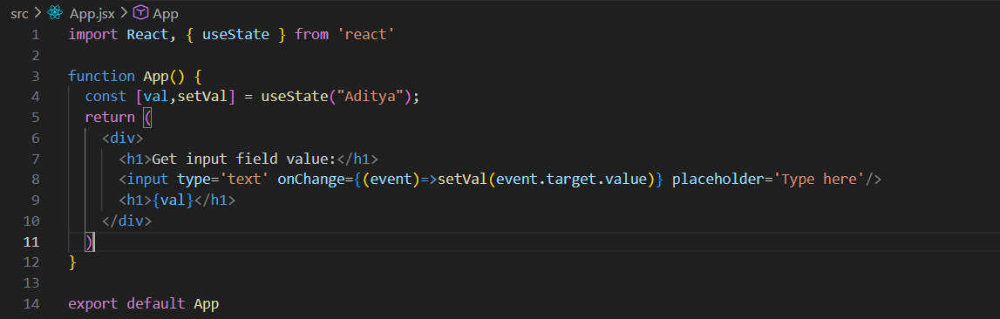 src > App.jsx > App
1 import React, { useState } from 'react'
2
3 function App() {
4   const [val,setVal] = useState("Aditya");
5   return (
6     <div>
7       <h1>Get input field value:</h1>
8       <input type='text' onChange={(event)=>setVal(event.target.value)} placeholder='Type here'/>
9       <h1>{val}</h1>
10     </div>
11   )
12 }
13
14 export default App